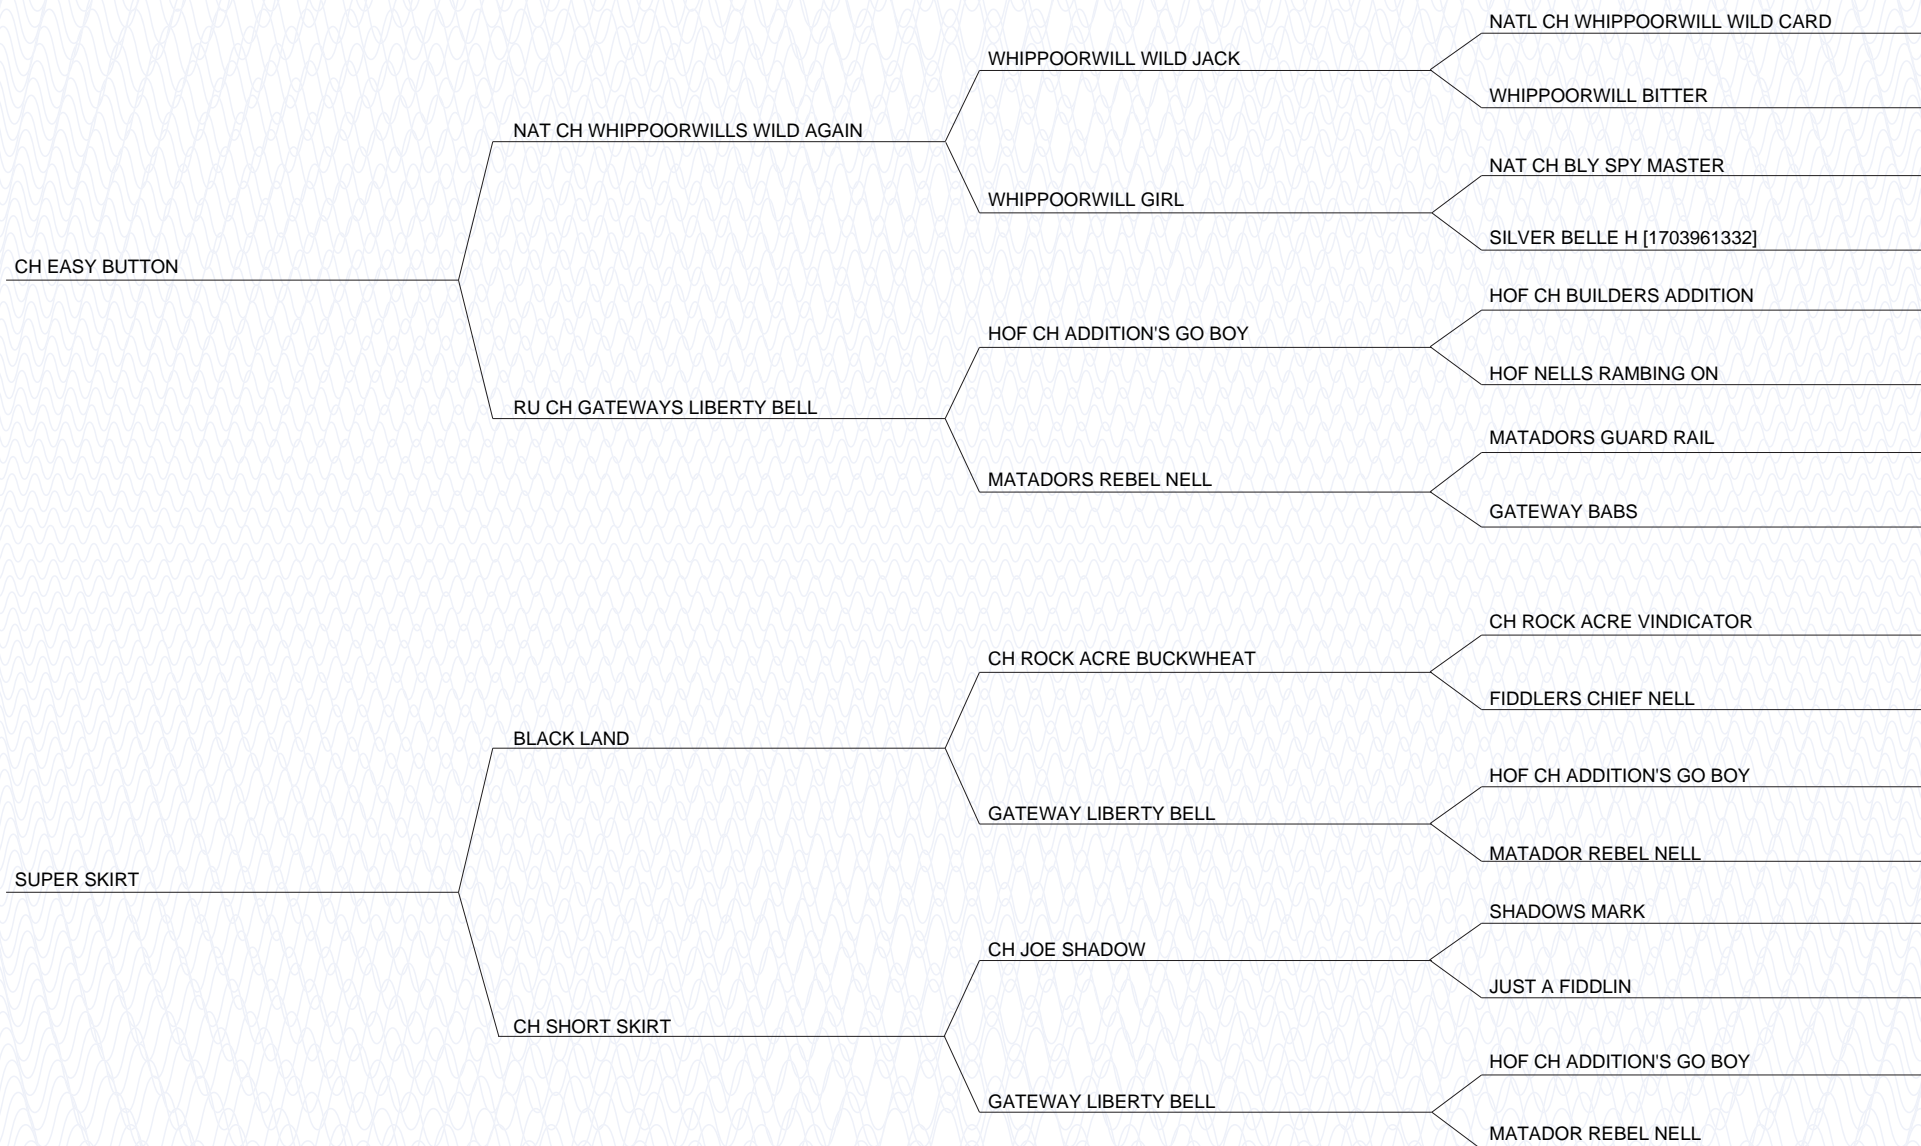 NATL CH WHIPPOORWILL WILD CARD
WHIPPOORWILL WILD JACK
WHIPPOORWILL BITTER
NAT CH WHIPPOORWILLS WILD AGAIN
NAT CH BLY SPY MASTER
WHIPPOORWILL GIRL
SILVER BELLE H [1703961332]
CH EASY BUTTON
HOF CH BUILDERS ADDITION
HOF CH ADDITION'S GO BOY
HOF NELLS RAMBING ON
RU CH GATEWAYS LIBERTY BELL
MATADORS GUARD RAIL
MATADORS REBEL NELL
GATEWAY BABS
CH ROCK ACRE VINDICATOR
CH ROCK ACRE BUCKWHEAT
FIDDLERS CHIEF NELL
BLACK LAND
HOF CH ADDITION'S GO BOY
GATEWAY LIBERTY BELL
MATADOR REBEL NELL
SUPER SKIRT
SHADOWS MARK
CH JOE SHADOW
JUST A FIDDLIN
CH SHORT SKIRT
HOF CH ADDITION'S GO BOY
GATEWAY LIBERTY BELL
MATADOR REBEL NELL